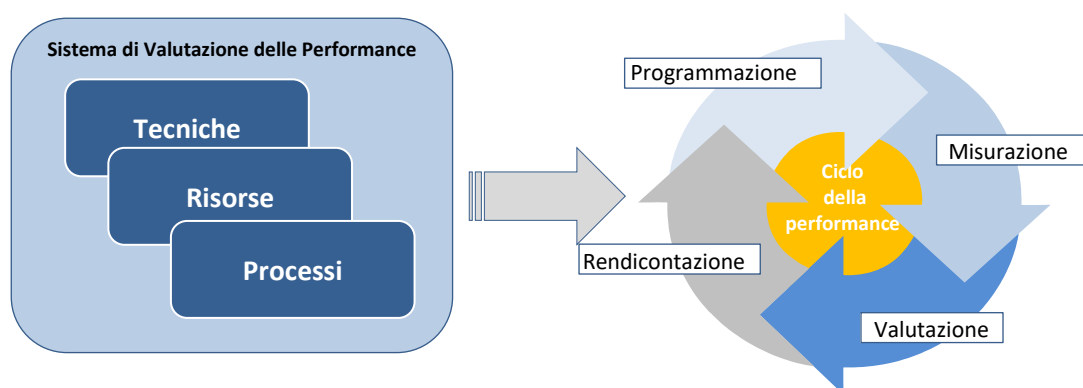 Sistema di Valutazione delle Performance
Tecniche
Risorse
Processi
Programmazione
Misurazione
Ciclo
della
performance
Rendicontazione
Valutazione